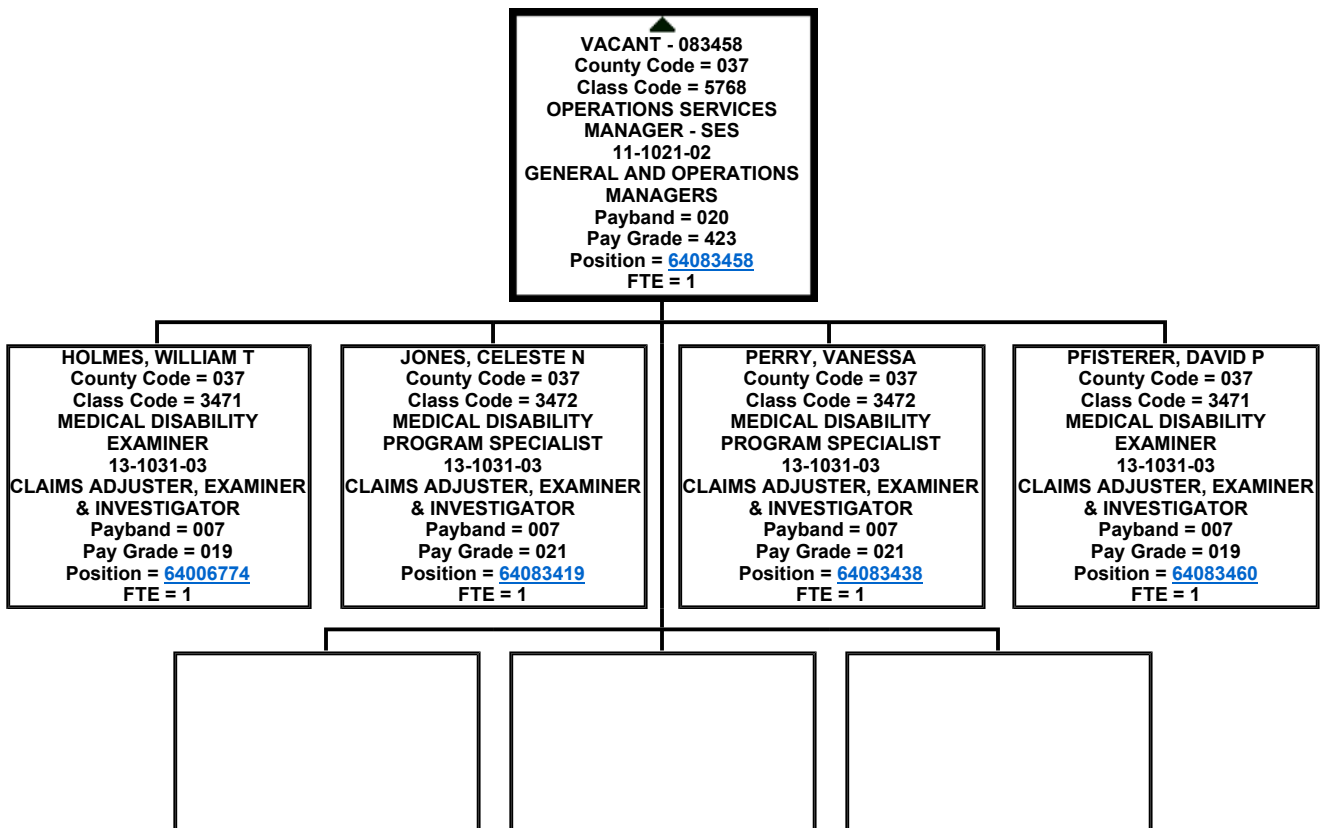 VACANT - 083458
County Code = 037
Class Code = 5768
OPERATIONS SERVICES
MANAGER - SES
11-1021-02
GENERAL AND OPERATIONS
MANAGERS
Payband = 020
Pay Grade = 423
Position = 64083458
FTE = 1
HOLMES, WILLIAM T
County Code = 037
Class Code = 3471
MEDICAL DISABILITY
EXAMINER
13-1031-03
CLAIMS ADJUSTER, EXAMINER
& INVESTIGATOR
Payband = 007
Pay Grade = 019
Position = 64006774
FTE = 1
JONES, CELESTE N
County Code = 037
Class Code = 3472
MEDICAL DISABILITY
PROGRAM SPECIALIST
13-1031-03
CLAIMS ADJUSTER, EXAMINER
& INVESTIGATOR
Payband = 007
Pay Grade = 021
Position = 64083419
FTE = 1
PERRY, VANESSA
County Code = 037
Class Code = 3472
MEDICAL DISABILITY
PROGRAM SPECIALIST
13-1031-03
CLAIMS ADJUSTER, EXAMINER
& INVESTIGATOR
Payband = 007
Pay Grade = 021
Position = 64083438
FTE = 1
PFISTERER, DAVID P
County Code = 037
Class Code = 3471
MEDICAL DISABILITY
EXAMINER
13-1031-03
CLAIMS ADJUSTER, EXAMINER
& INVESTIGATOR
Payband = 007
Pay Grade = 019
Position = 64083460
FTE = 1